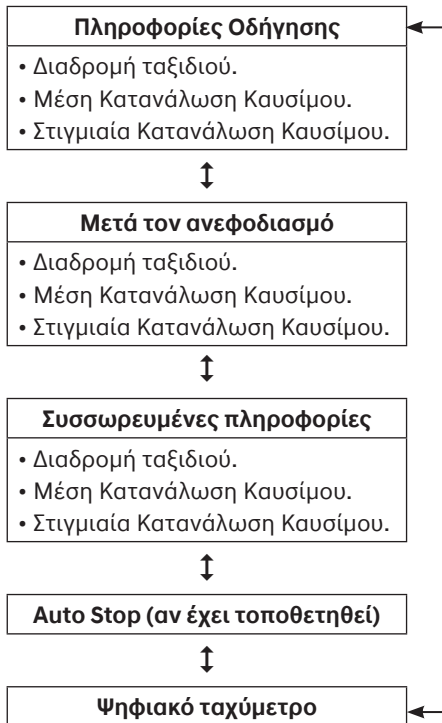 Πληροφορίες Οδήγησης
• Διαδρομή ταξιδιού.
• Μέση Κατανάλωση Καυσίμου.
• Στιγμιαία Κατανάλωση Καυσίμου.
Μετά τον ανεφοδιασμό
• Διαδρομή ταξιδιού.
• Μέση Κατανάλωση Καυσίμου.
• Στιγμιαία Κατανάλωση Καυσίμου.
Συσσωρευμένες πληροφορίες
• Διαδρομή ταξιδιού.
• Μέση Κατανάλωση Καυσίμου.
• Στιγμιαία Κατανάλωση Καυσίμου.
Auto Stop (αν έχει τοποθετηθεί)
Ψηφιακό ταχύμετρο